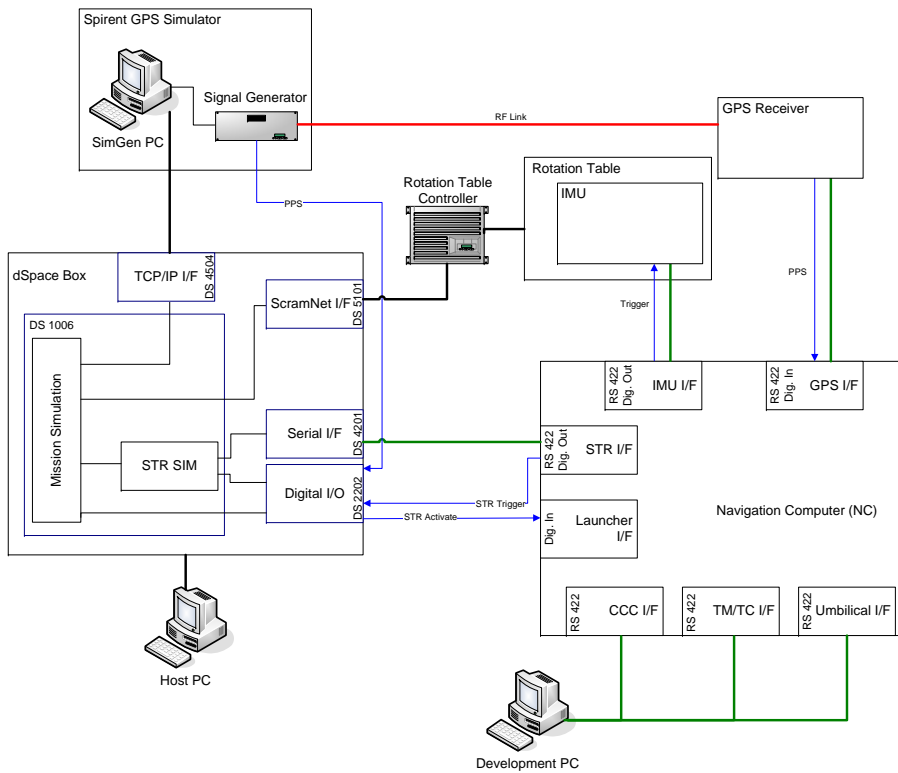 Spirent GPS Simulator
SimGen PC
Signal Generator
RF Link
GPS Receiver
PPS
Rotation Table
Controller
Rotation Table
IMU
Trigger
PPS
dSpace Box
TCP/IP I/F
DS 4504
ScramNet I/F
DS 5101
DS 1006
Mission Simulation
STR SIM
Serial I/F
DS 4201
Digital I/O
DS 2202
STR Trigger
STR Activate
RS 422
Dig. Out
IMU I/F
RS 422
Dig. In
GPS I/F
RS 422
Dig. Out
STR I/F
Dig. In
Launcher
I/F
Navigation Computer (NC)
RS 422
CCC I/F
RS 422
TM/TC I/F
RS 422
Umbilical I/F
Host PC
Development PC